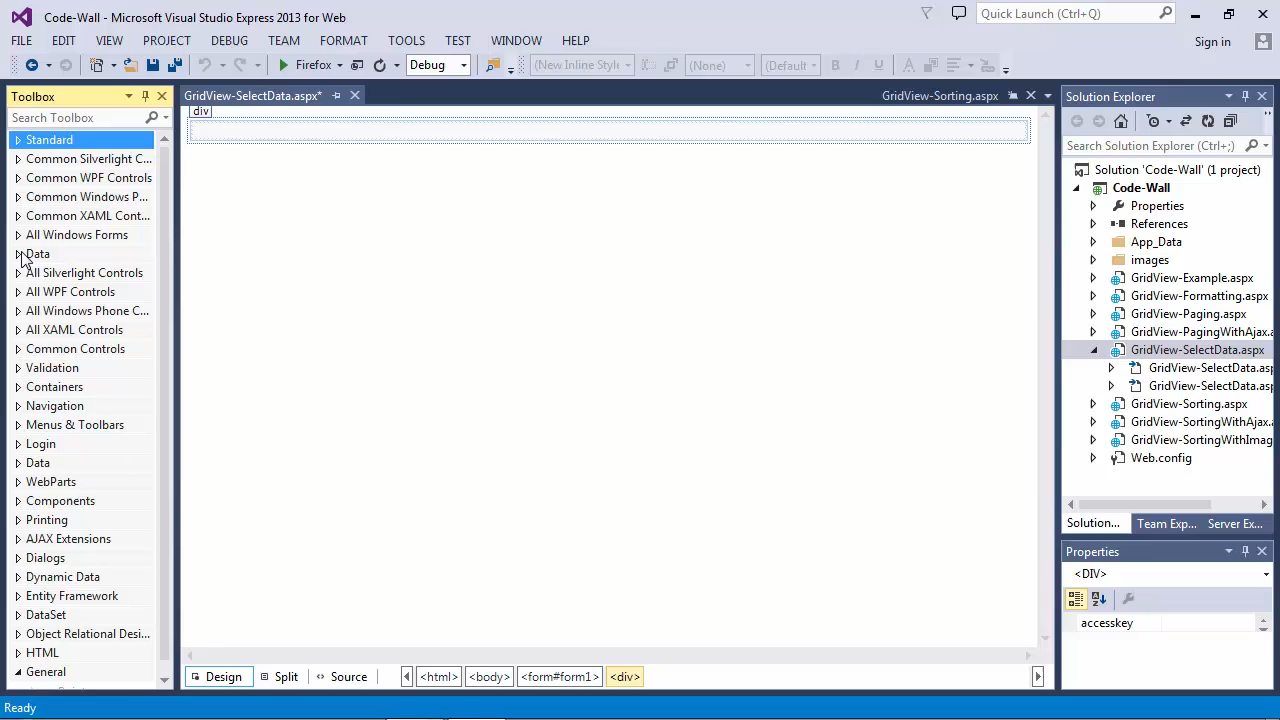 Code-Wall - Microsoft Visual Studio Express 2013 for Web
Quick Launch (Ctrl+Q)
FILE EDIT VIEW PROJECT DEBUG TEAM FORMAT TOOLS TEST WINDOW HELP
Sign in
Firefox
Debug
(New Inline Styl
(None)
(Default
B I U A
Toolbox
Search Toolbox
Standard
Common Silverlight C...
Common WPF Controls
Common Windows P...
Common XAML Cont...
All Windows Forms
Data
All Silverlight Controls
All WPF Controls
All Windows Phone C...
All XAML Controls
Common Controls
Validation
Containers
Navigation
Menus & Toolbars
Login
Data
WebParts
Components
Printing
AJAX Extensions
Dialogs
Dynamic Data
Entity Framework
DataSet
Object Relational Desi...
HTML
General
GridView-SelectData.aspx*
GridView-Sorting.aspx
div
Design
Split
Source
<html>
<body>
<form#form1>
<div>
Solution Explorer
Search Solution Explorer (Ctrl+;)
Solution 'Code-Wall' (1 project)
Code-Wall
Properties
References
App_Data
images
GridView-Example.aspx
GridView-Formatting.aspx
GridView-Paging.aspx
GridView-PagingWithAjax.a
GridView-SelectData.aspx
GridView-SelectData.asp
GridView-SelectData.as
GridView-Sorting.aspx
GridView-SortingWithAjax.a
GridView-SortingWithImag
Web.config
Solution...
Team Exp...
Server Ex...
Properties
<DIV>
accesskey
Ready